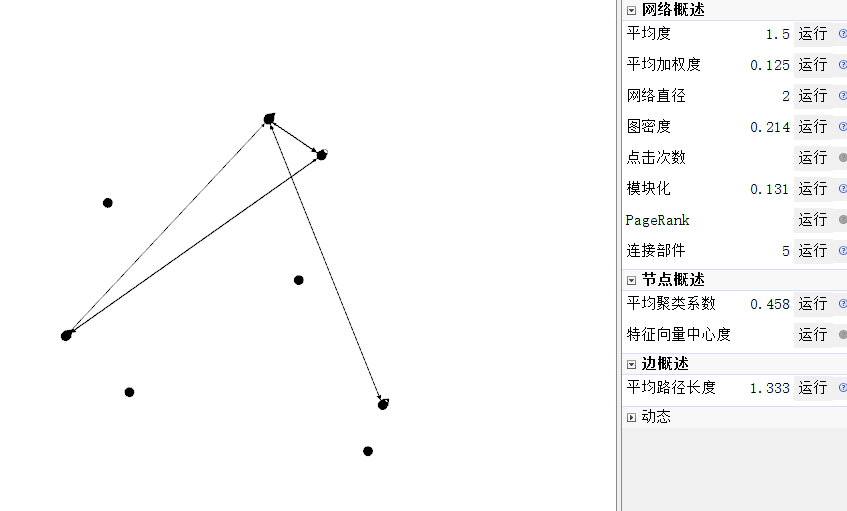 网络概述
平均度 1.5 运行
平均加权度 0.125 运行
网络直径 2 运行
图密度 0.214 运行
点击次数 运行
模块化 0.131 运行
PageRank 运行
连接部件 5 运行
节点概述
平均聚类系数 0.458 运行
特征向量中心度 运行
边概述
平均路径长度 1.333 运行
动态